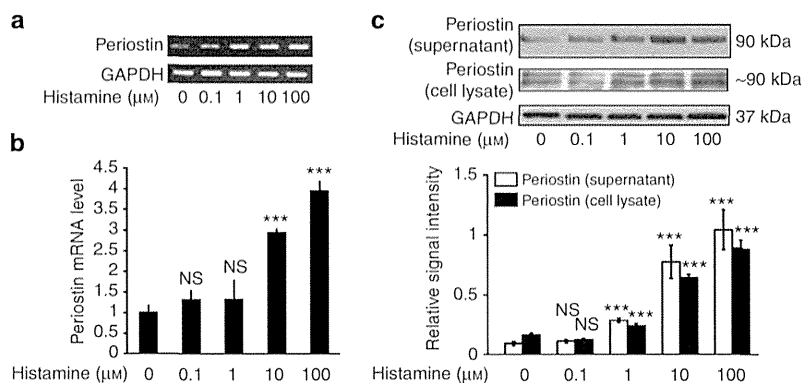 a
Periostin
GAPDH
Histamine (μM) 0 0.1 1 10 100
b
Periostin mRNA level
4.5
4
3.5
3
2.5
2
1.5
1
1.5
0
NS
NS
***
***
Histamine (μM) 0 0.1 1 10 100
c
Periostin
(supernatant)
90 kDa
Periostin
(cell lysate)
~90 kDa
GAPDH
37 kDa
Histamine (μM) 0 0.1 1 10 100
Relative signal intensity
1.5
1
0.5
0
Periostin (supernatant)
Periostin (cell lysate)
NS
NS
***
***
***
***
***
***
Histamine (μM) 0 0.1 1 10 100